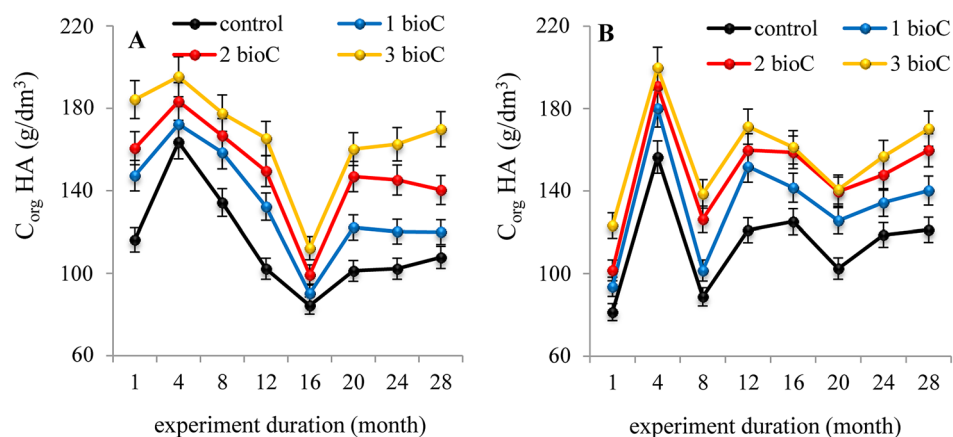 A
control
1 bioC
2 bioC
3 bioC
C_org HA (g/dm³)
220
180
140
100
60
1 4 8 12 16 20 24 28
experiment duration (month)
B
control
1 bioC
2 bioC
3 bioC
C_org HA (g/dm³)
220
180
140
100
60
1 4 8 12 16 20 24 28
experiment duration (month)